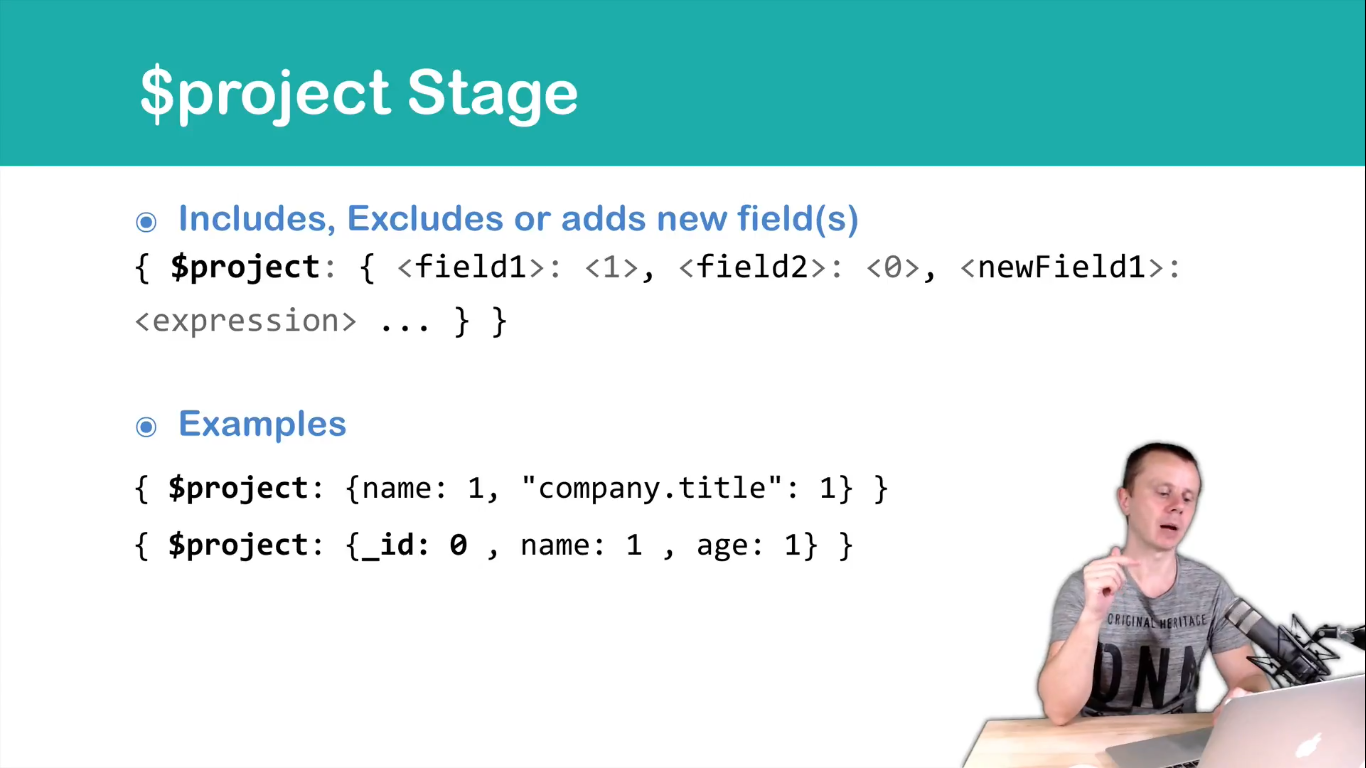 $project Stage
Includes, Excludes or adds new field(s)
{ $project: { <field1>: <1>, <field2>: <0>, <newField1>:
<expression> ... } }
Examples
{ $project: {name: 1, "company.title": 1} }
{ $project: {_id: 0 , name: 1 , age: 1} }
ORIGINAL HERITAGE
DNA